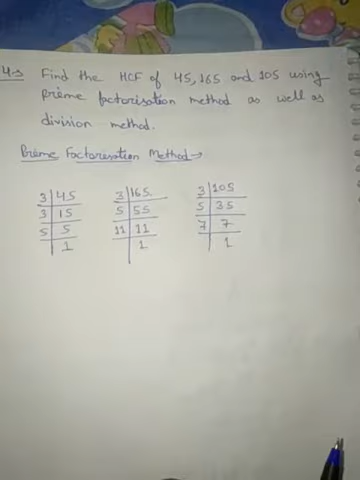 4→ Find the HCF of 45, 165 and 105 using
prime factorisation method as well as
division method.
Prime Factorisation Method→
3 | 45 3 | 165 3 | 105
3 | 15 5 | 55 5 | 35
5 | 5 11 | 11 7 | 7
| 1 | 1 | 1